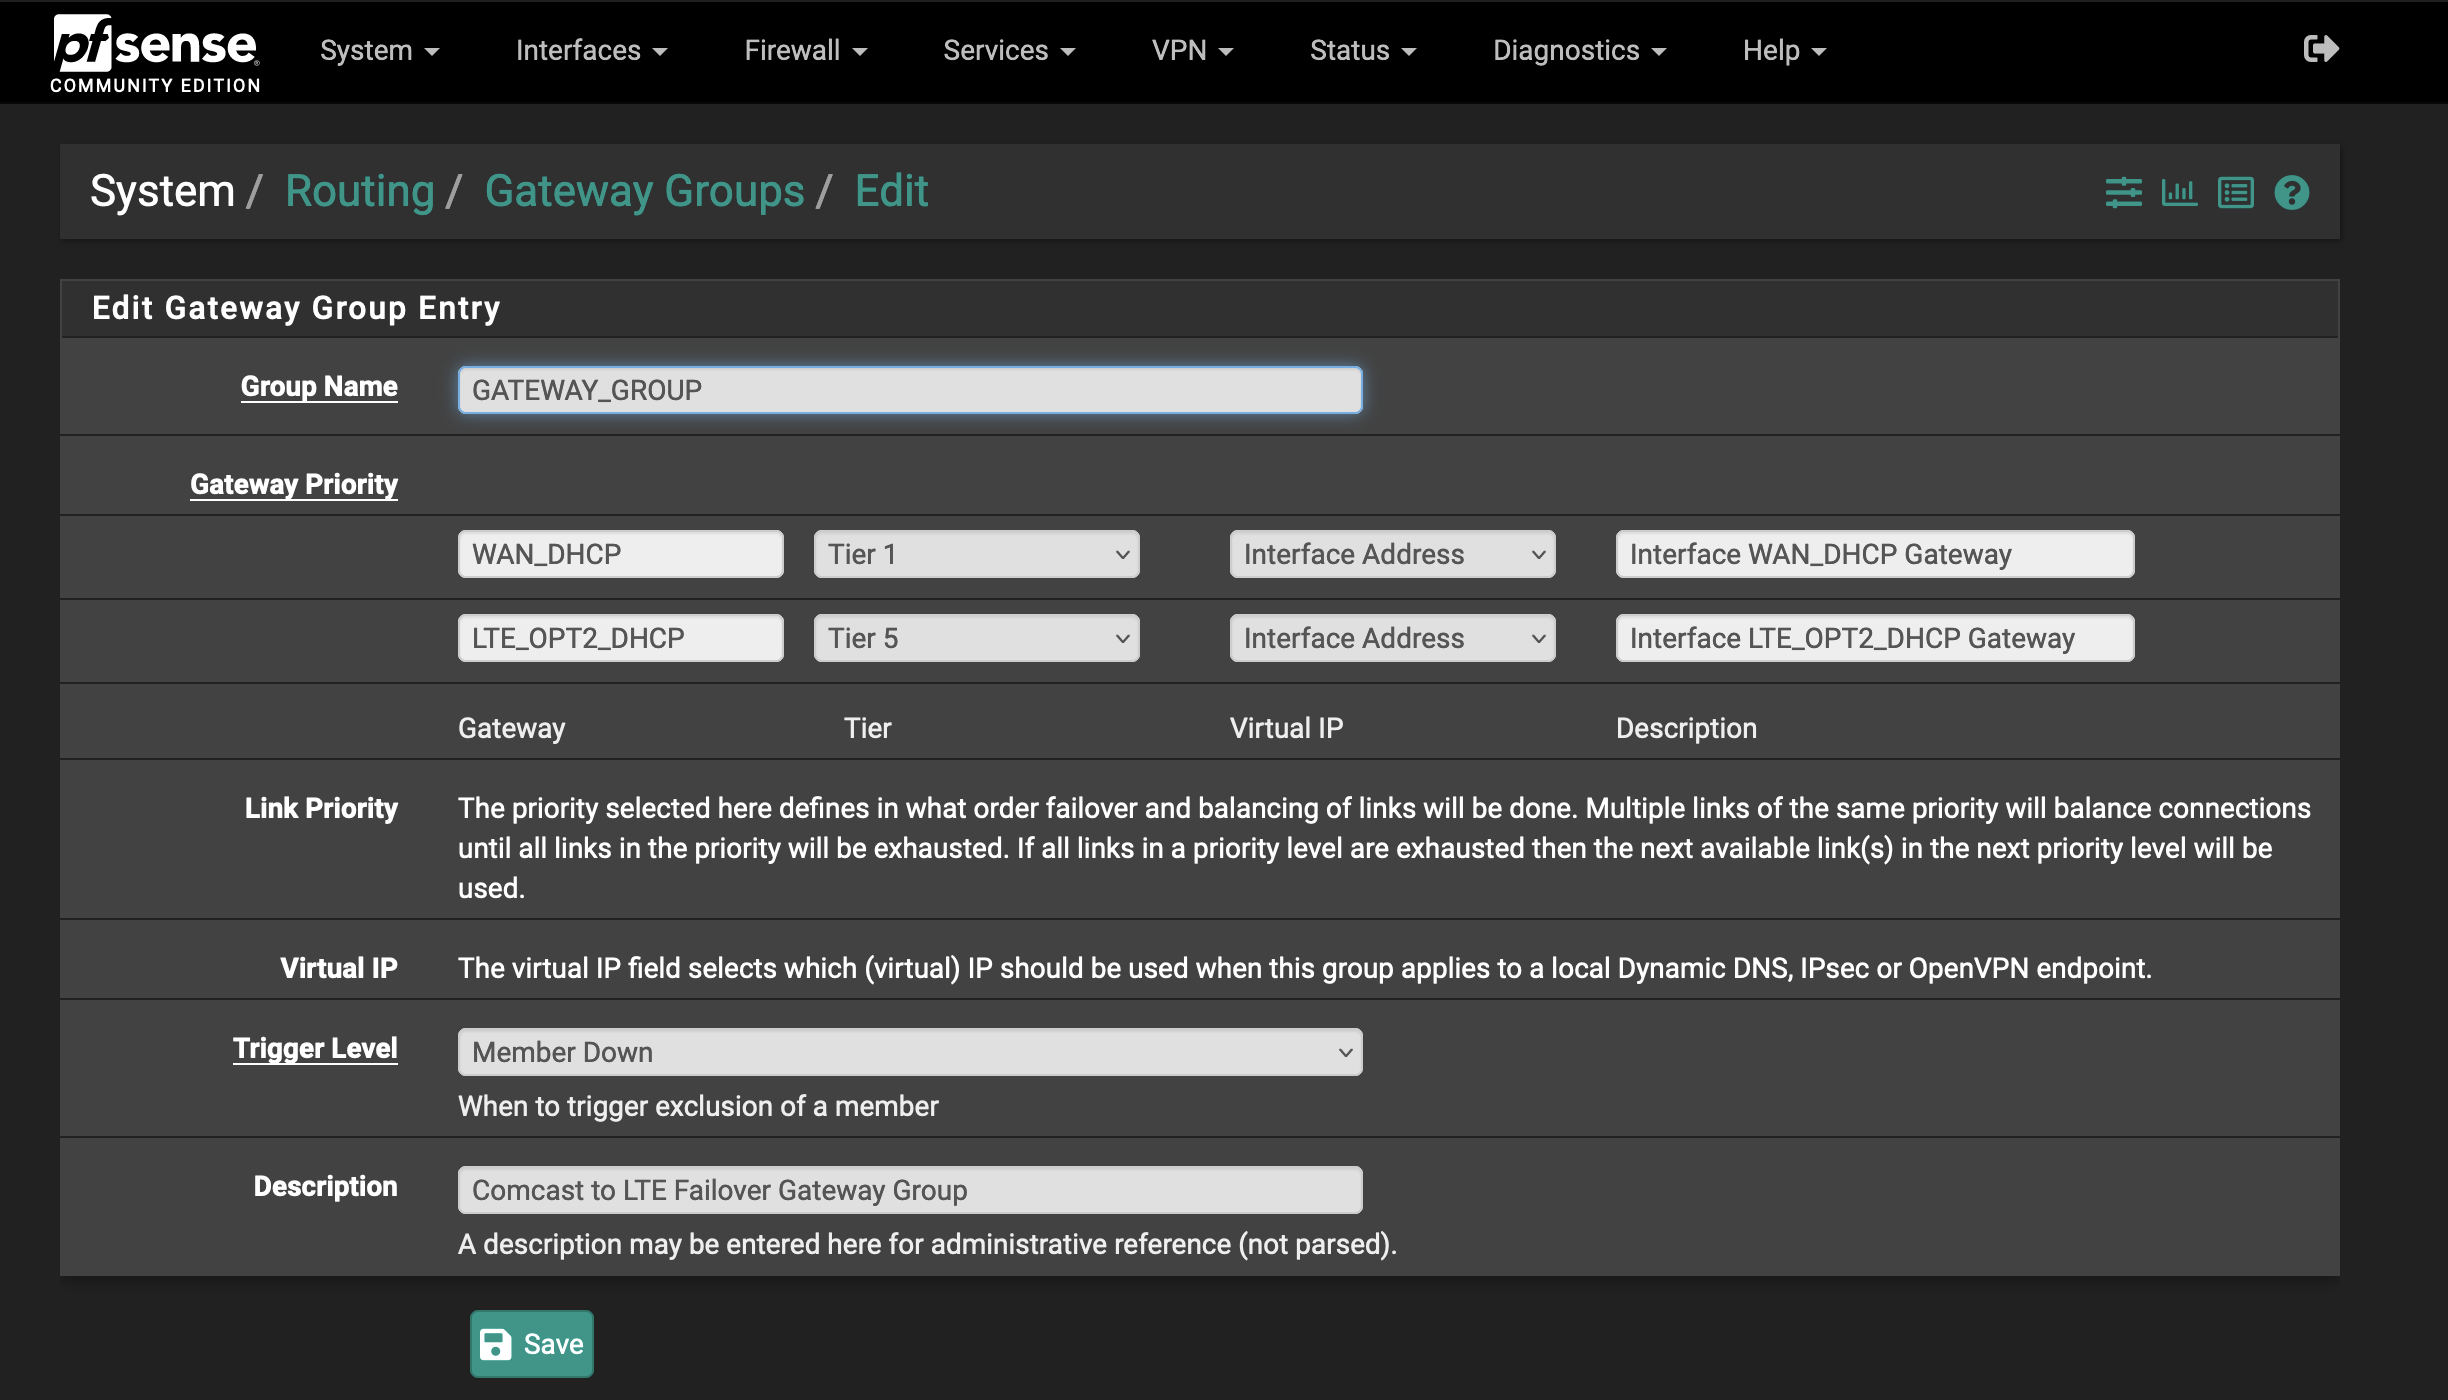 pfsense
COMMUNITY EDITION
System
Interfaces
Firewall
Services
VPN
Status
Diagnostics
Help
System / Routing / Gateway Groups / Edit
Edit Gateway Group Entry
Group Name
GATEWAY_GROUP
Gateway Priority
WAN_DHCP
Tier 1
Interface Address
Interface WAN_DHCP Gateway
LTE_OPT2_DHCP
Tier 5
Interface Address
Interface LTE_OPT2_DHCP Gateway
Gateway
Tier
Virtual IP
Description
Link Priority
The priority selected here defines in what order failover and balancing of links will be done. Multiple links of the same priority will balance connections
until all links in the priority will be exhausted. If all links in a priority level are exhausted then the next available link(s) in the next priority level will be
used.
Virtual IP
The virtual IP field selects which (virtual) IP should be used when this group applies to a local Dynamic DNS, IPsec or OpenVPN endpoint.
Trigger Level
Member Down
When to trigger exclusion of a member
Description
Comcast to LTE Failover Gateway Group
A description may be entered here for administrative reference (not parsed).
Save